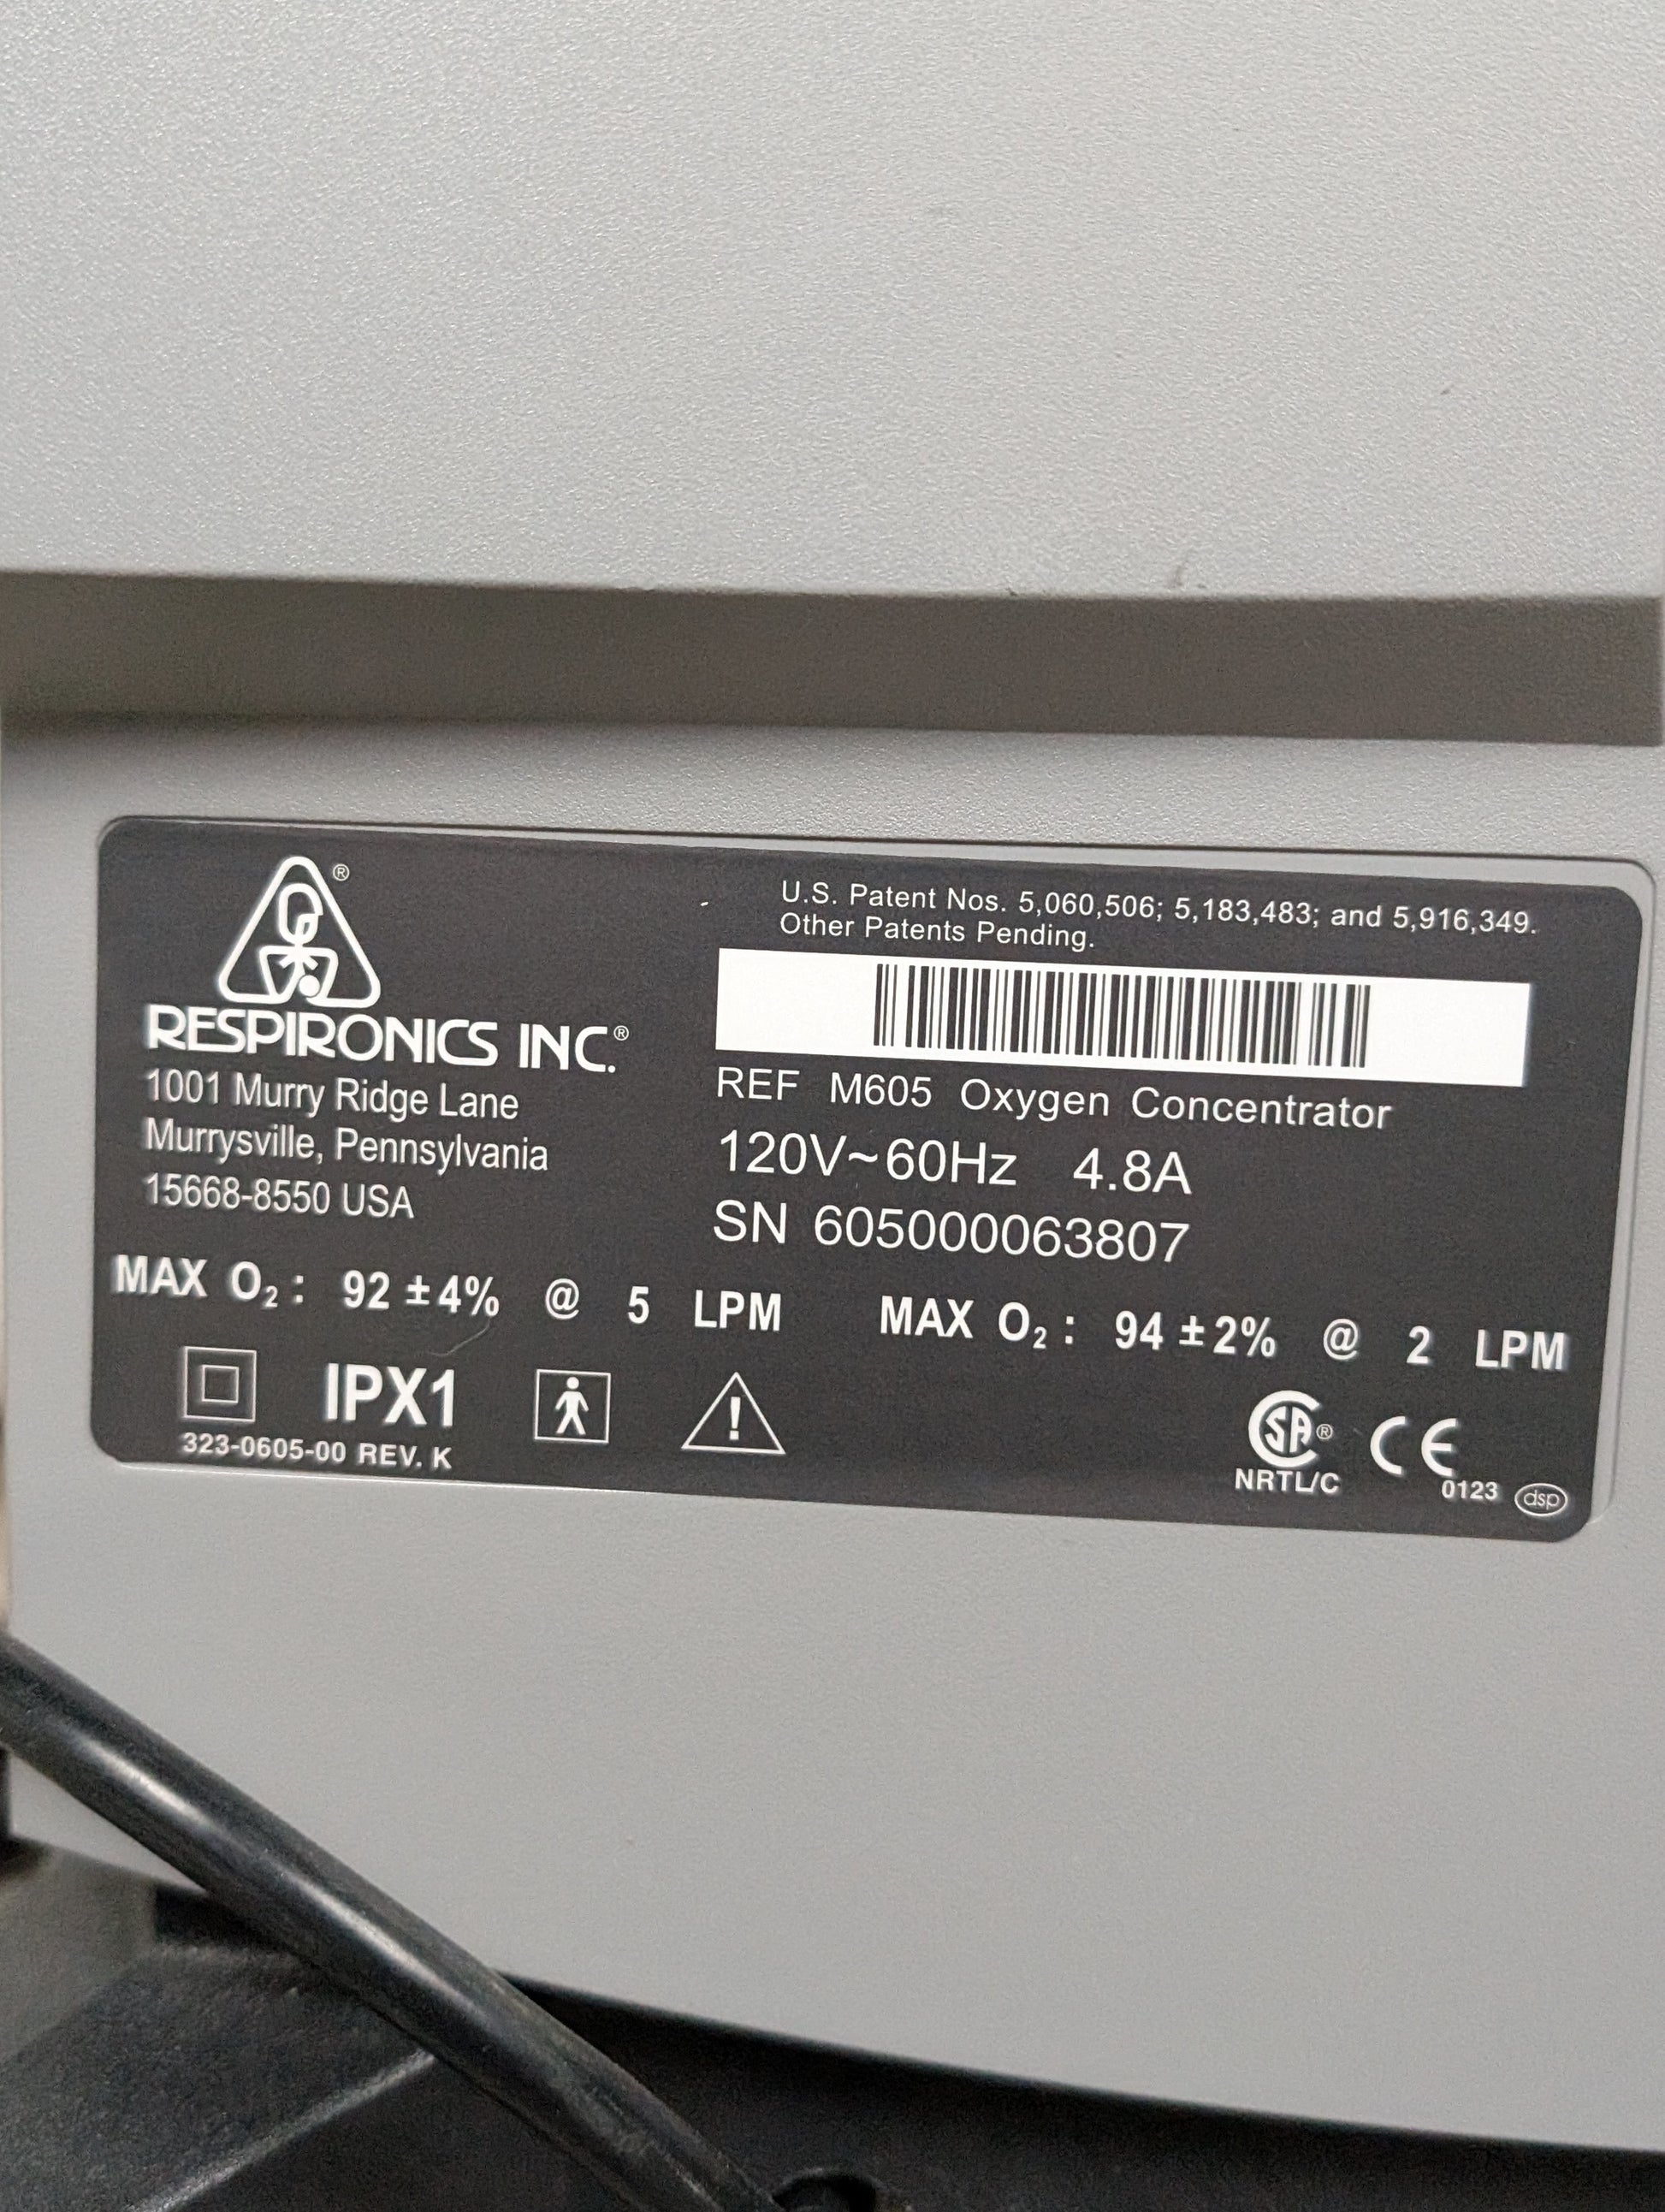 ®
RESPIRONICS INC.®
1001 Murry Ridge Lane
Murrysville, Pennsylvania
15668-8550 USA
U.S. Patent Nos. 5,060,506; 5,183,483; and 5,916,349.
Other Patents Pending.
REF M605 Oxygen Concentrator
120V~60Hz 4.8A
SN 605000063807
MAX O₂: 92 ±4% @ 5 LPM MAX O₂: 94 ±2% @ 2 LPM
IPX1
323-0605-00 REV. K
!
SA®
NRTL/C
CE
0123
dsp